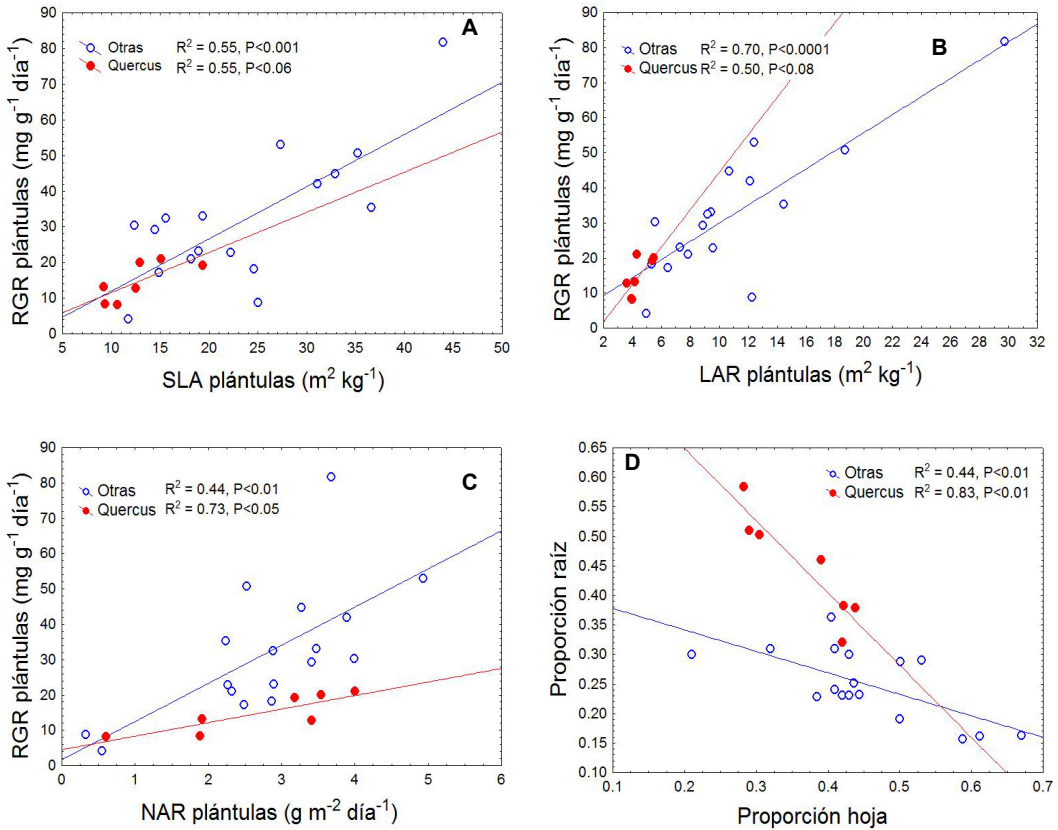 A
Otras R² = 0.55, P<0.001
Quercus R² = 0.55, P<0.06
RGR plántulas (mg g⁻¹ día⁻¹)
90
80
70
60
50
40
30
20
10
0
5 10 15 20 25 30 35 40 45 50
SLA plántulas (m² kg⁻¹)
B
Otras R² = 0.70, P<0.0001
Quercus R² = 0.50, P<0.08
RGR plántulas (mg g⁻¹ día⁻¹)
90
80
70
60
50
40
30
20
10
0
2 4 6 8 10 12 14 16 18 20 22 24 26 28 30 32
LAR plántulas (m² kg⁻¹)
C
Otras R² = 0.44, P<0.01
Quercus R² = 0.73, P<0.05
RGR plántulas (mg g⁻¹ día⁻¹)
90
80
70
60
50
40
30
20
10
0
0 1 2 3 4 5 6
NAR plántulas (g m⁻² día⁻¹)
D
Otras R² = 0.44, P<0.01
Quercus R² = 0.83, P<0.01
Proporción raíz
0.65
0.60
0.55
0.50
0.45
0.40
0.35
0.30
0.25
0.20
0.15
0.10
0.1 0.2 0.3 0.4 0.5 0.6 0.7
Proporción hoja